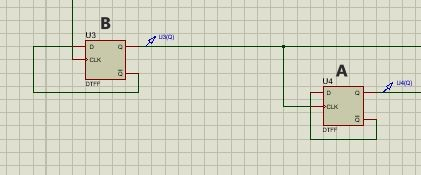 B
U3
U3(Q)
D Q
CLK
Q
DTFF
A
U4
U4(Q)
D Q
CLK
Q
DTFF